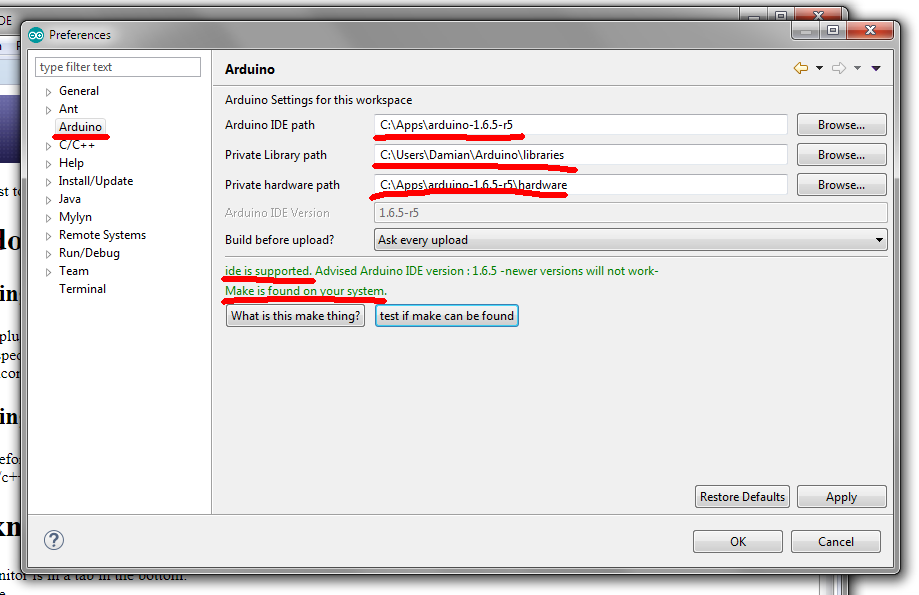 DE
Preferences
type filter text
General
Ant
Arduino
C/C++
Help
Install/Update
Java
Mylyn
Remote Systems
Run/Debug
Team
Terminal
Arduino
Arduino Settings for this workspace
Arduino IDE path C:\Apps\arduino-1.6.5-r5 Browse...
Private Library path C:\Users\Damian\Arduino\libraries Browse...
Private hardware path C:\Apps\arduino-1.6.5-r5\hardware Browse...
Arduino IDE Version 1.6.5-r5
Build before upload? Ask every upload
ide is supported. Advised Arduino IDE version : 1.6.5 -newer versions will not work-
Make is found on your system.
What is this make thing? test if make can be found
Restore Defaults Apply
OK Cancel
nitor is in a tab in the bottom.